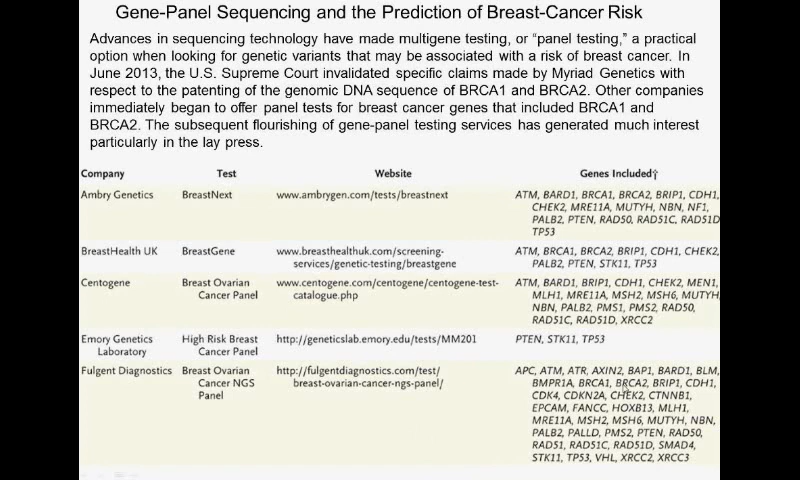 Gene-Panel Sequencing and the Prediction of Breast-Cancer Risk
Advances in sequencing technology have made multigene testing, or “panel testing,” a practical
option when looking for genetic variants that may be associated with a risk of breast cancer. In
June 2013, the U.S. Supreme Court invalidated specific claims made by Myriad Genetics with
respect to the patenting of the genomic DNA sequence of BRCA1 and BRCA2. Other companies
immediately began to offer panel tests for breast cancer genes that included BRCA1 and
BRCA2. The subsequent flourishing of gene-panel testing services has generated much interest
particularly in the lay press.
Company Test Website Genes Included†
Ambry Genetics BreastNext www.ambrygen.com/tests/breastnext ATM, BARD1, BRCA1, BRCA2, BRIP1, CDH1,
CHEK2, MRE11A, MUTYH, NBN, NF1,
PALB2, PTEN, RAD50, RAD51C, RAD51D
TP53
BreastHealth UK BreastGene www.breasthealthuk.com/screening- ATM, BRCA1, BRCA2, BRIP1, CDH1, CHEK2,
services/genetic-testing/breastgene PALB2, PTEN, STK11, TP53
Centogene Breast Ovarian www.centogene.com/centogene/centogene-test- ATM, BARD1, BRIP1, CDH1, CHEK2, MEN1,
Cancer Panel catalogue.php MLH1, MRE11A, MSH2, MSH6, MUTYH,
NBN, PALB2, PMS1, PMS2, RAD50,
RAD51C, RAD51D, XRCC2
Emory Genetics High Risk Breast http://geneticslab.emory.edu/tests/MM201 PTEN, STK11, TP53
Laboratory Cancer Panel
Fulgent Diagnostics Breast Ovarian http://fulgentdiagnostics.com/test/ APC, ATM, ATR, AXIN2, BAP1, BARD1, BLM,
Cancer NGS breast-ovarian-cancer-ngs-panel/ BMPR1A, BRCA1, BRCA2, BRIP1, CDH1,
Panel CDK4, CDKN2A, CHEK2, CTNNB1,
EPCAM, FANCC, HOXB13, MLH1,
MRE11A, MSH2, MSH6, MUTYH, NBN,
PALB2, PALLD, PMS2, PTEN, RAD50,
RAD51, RAD51C, RAD51D, SMAD4,
STK11, TP53, VHL, XRCC2, XRCC3